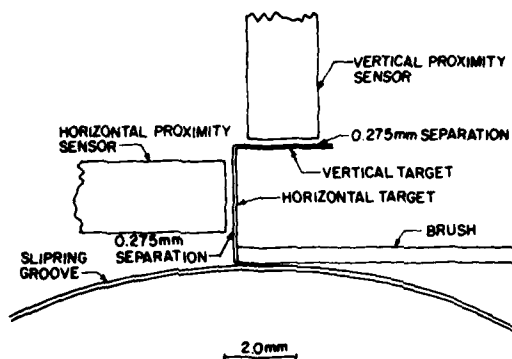 VERTICAL PROXIMITY
SENSOR
HORIZONTAL PROXIMITY
SENSOR
0.275mm SEPARATION
VERTICAL TARGET
HORIZONTAL TARGET
0.275mm
SEPARATION
BRUSH
SLIPRING
GROOVE
2.0mm